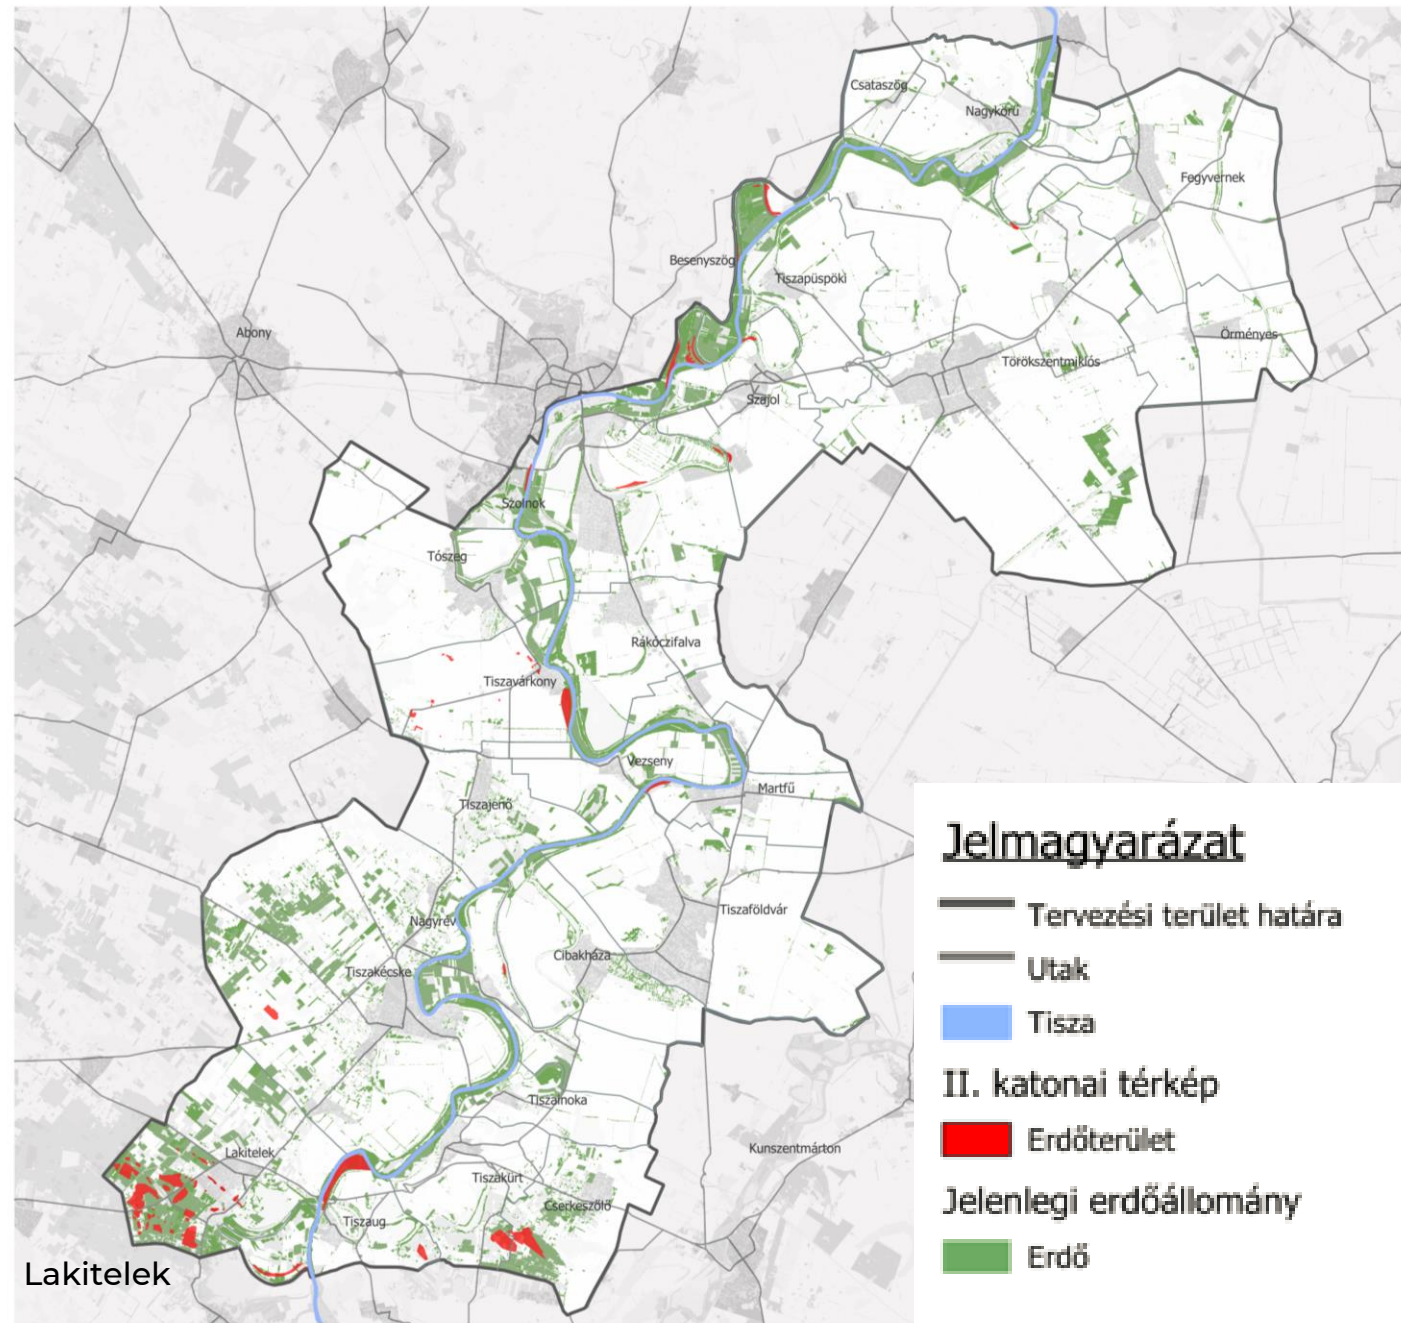 Csataszög
Nagykörű
Fegyvernek
Besenyszög
Tiszapüspöki
Abony
Örményes
Törökszentmiklós
Szajol
Szolnok
Tószeg
Rákóczifalva
Tiszavárkony
Vezseny
Martfű
Tiszajenő
Nagyrév
Tiszaföldvár
Cibakháza
Tiszakécske
Tiszainoka
Lakitelek
Kunszentmárton
Tiszakürt
Cserkeszőlő
Tiszaug
Lakitelek
Jelmagyarázat
Tervezési terület határa
Utak
Tisza
II. katonai térkép
Erdőterület
Jelenlegi erdőállomány
Erdő